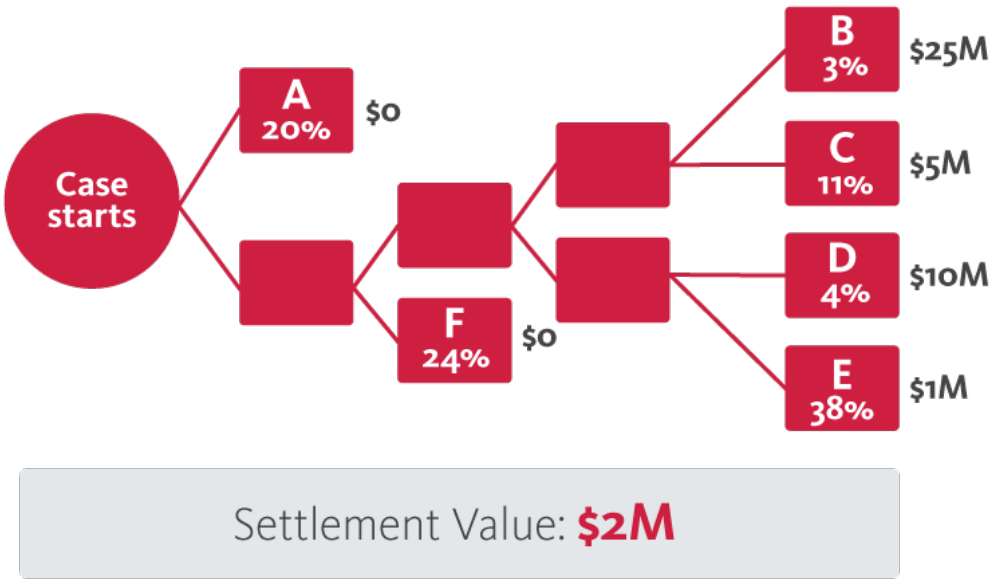 Case
starts
A
20%
$0
F
24%
$0
B
3%
$25M
C
11%
$5M
D
4%
$10M
E
38%
$1M
Settlement Value: $2M